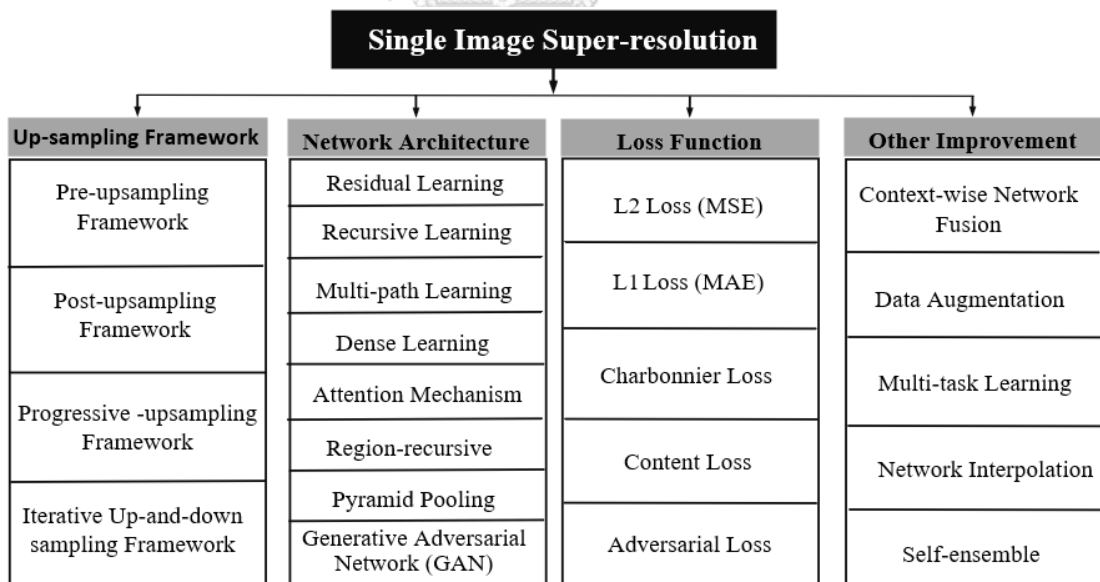 Single Image Super-resolution
Up-sampling Framework
Pre-upsampling
Framework
Post-upsampling
Framework
Progressive -upsampling
Framework
Iterative Up-and-down
sampling Framework
Network Architecture
Residual Learning
Recursive Learning
Multi-path Learning
Dense Learning
Attention Mechanism
Region-recursive
Pyramid Pooling
Generative Adversarial
Network (GAN)
Loss Function
L2 Loss (MSE)
L1 Loss (MAE)
Charbonnier Loss
Content Loss
Adversarial Loss
Other Improvement
Context-wise Network
Fusion
Data Augmentation
Multi-task Learning
Network Interpolation
Self-ensemble